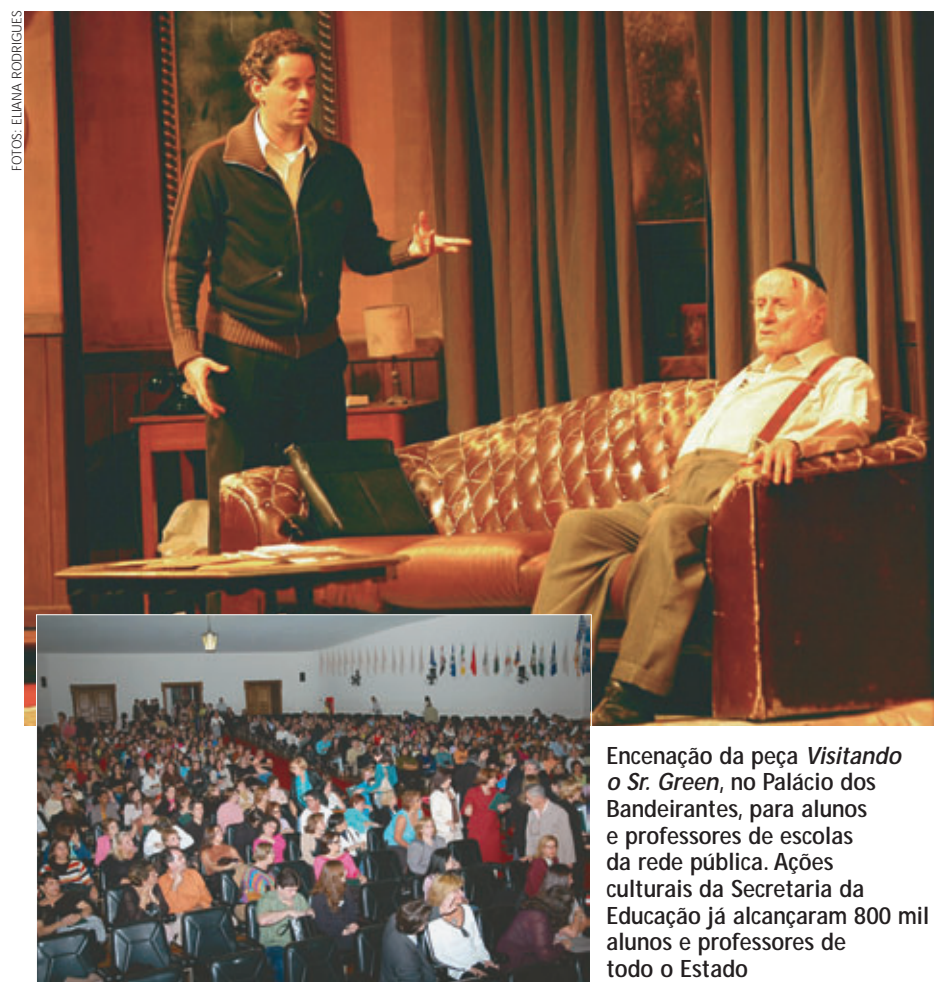 FOTOS: ELIANA RODRIGUES
Encenação da peça Visitando
o Sr. Green, no Palácio dos
Bandeirantes, para alunos
e professores de escolas
da rede pública. Ações
culturais da Secretaria da
Educação já alcançaram 800 mil
alunos e professores de
todo o Estado